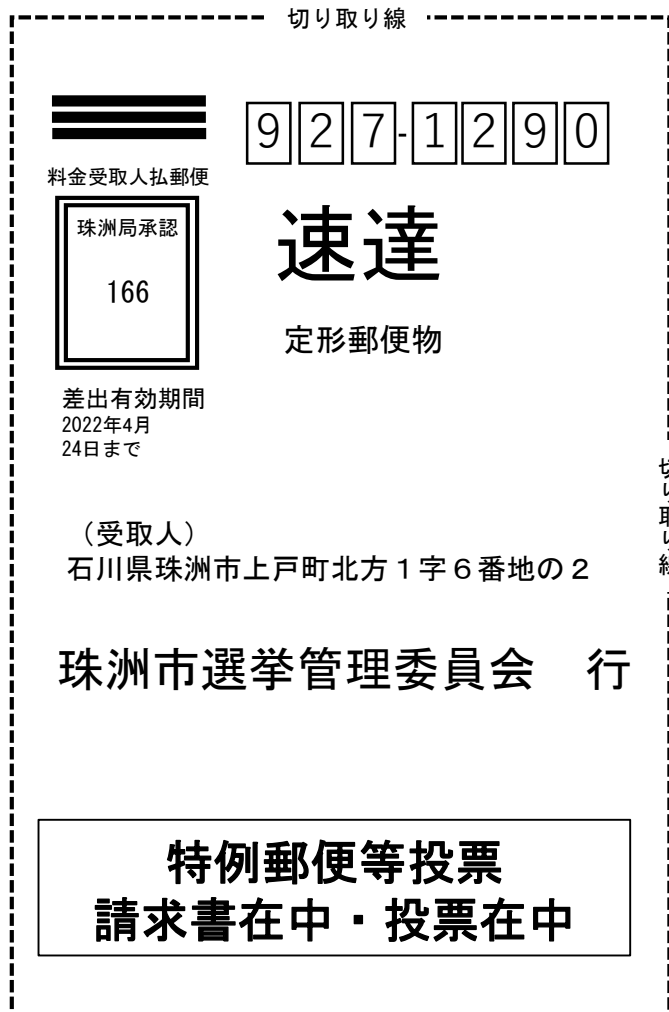 切り取り線
927-1290
料金受取人払郵便
珠洲局承認
166
速達
定形郵便物
差出有効期間
2022年4月
24日まで
切り取り線
（受取人）
石川県珠洲市上戸町北方１字６番地の２
珠洲市選挙管理委員会　行
特例郵便等投票
請求書在中・投票在中